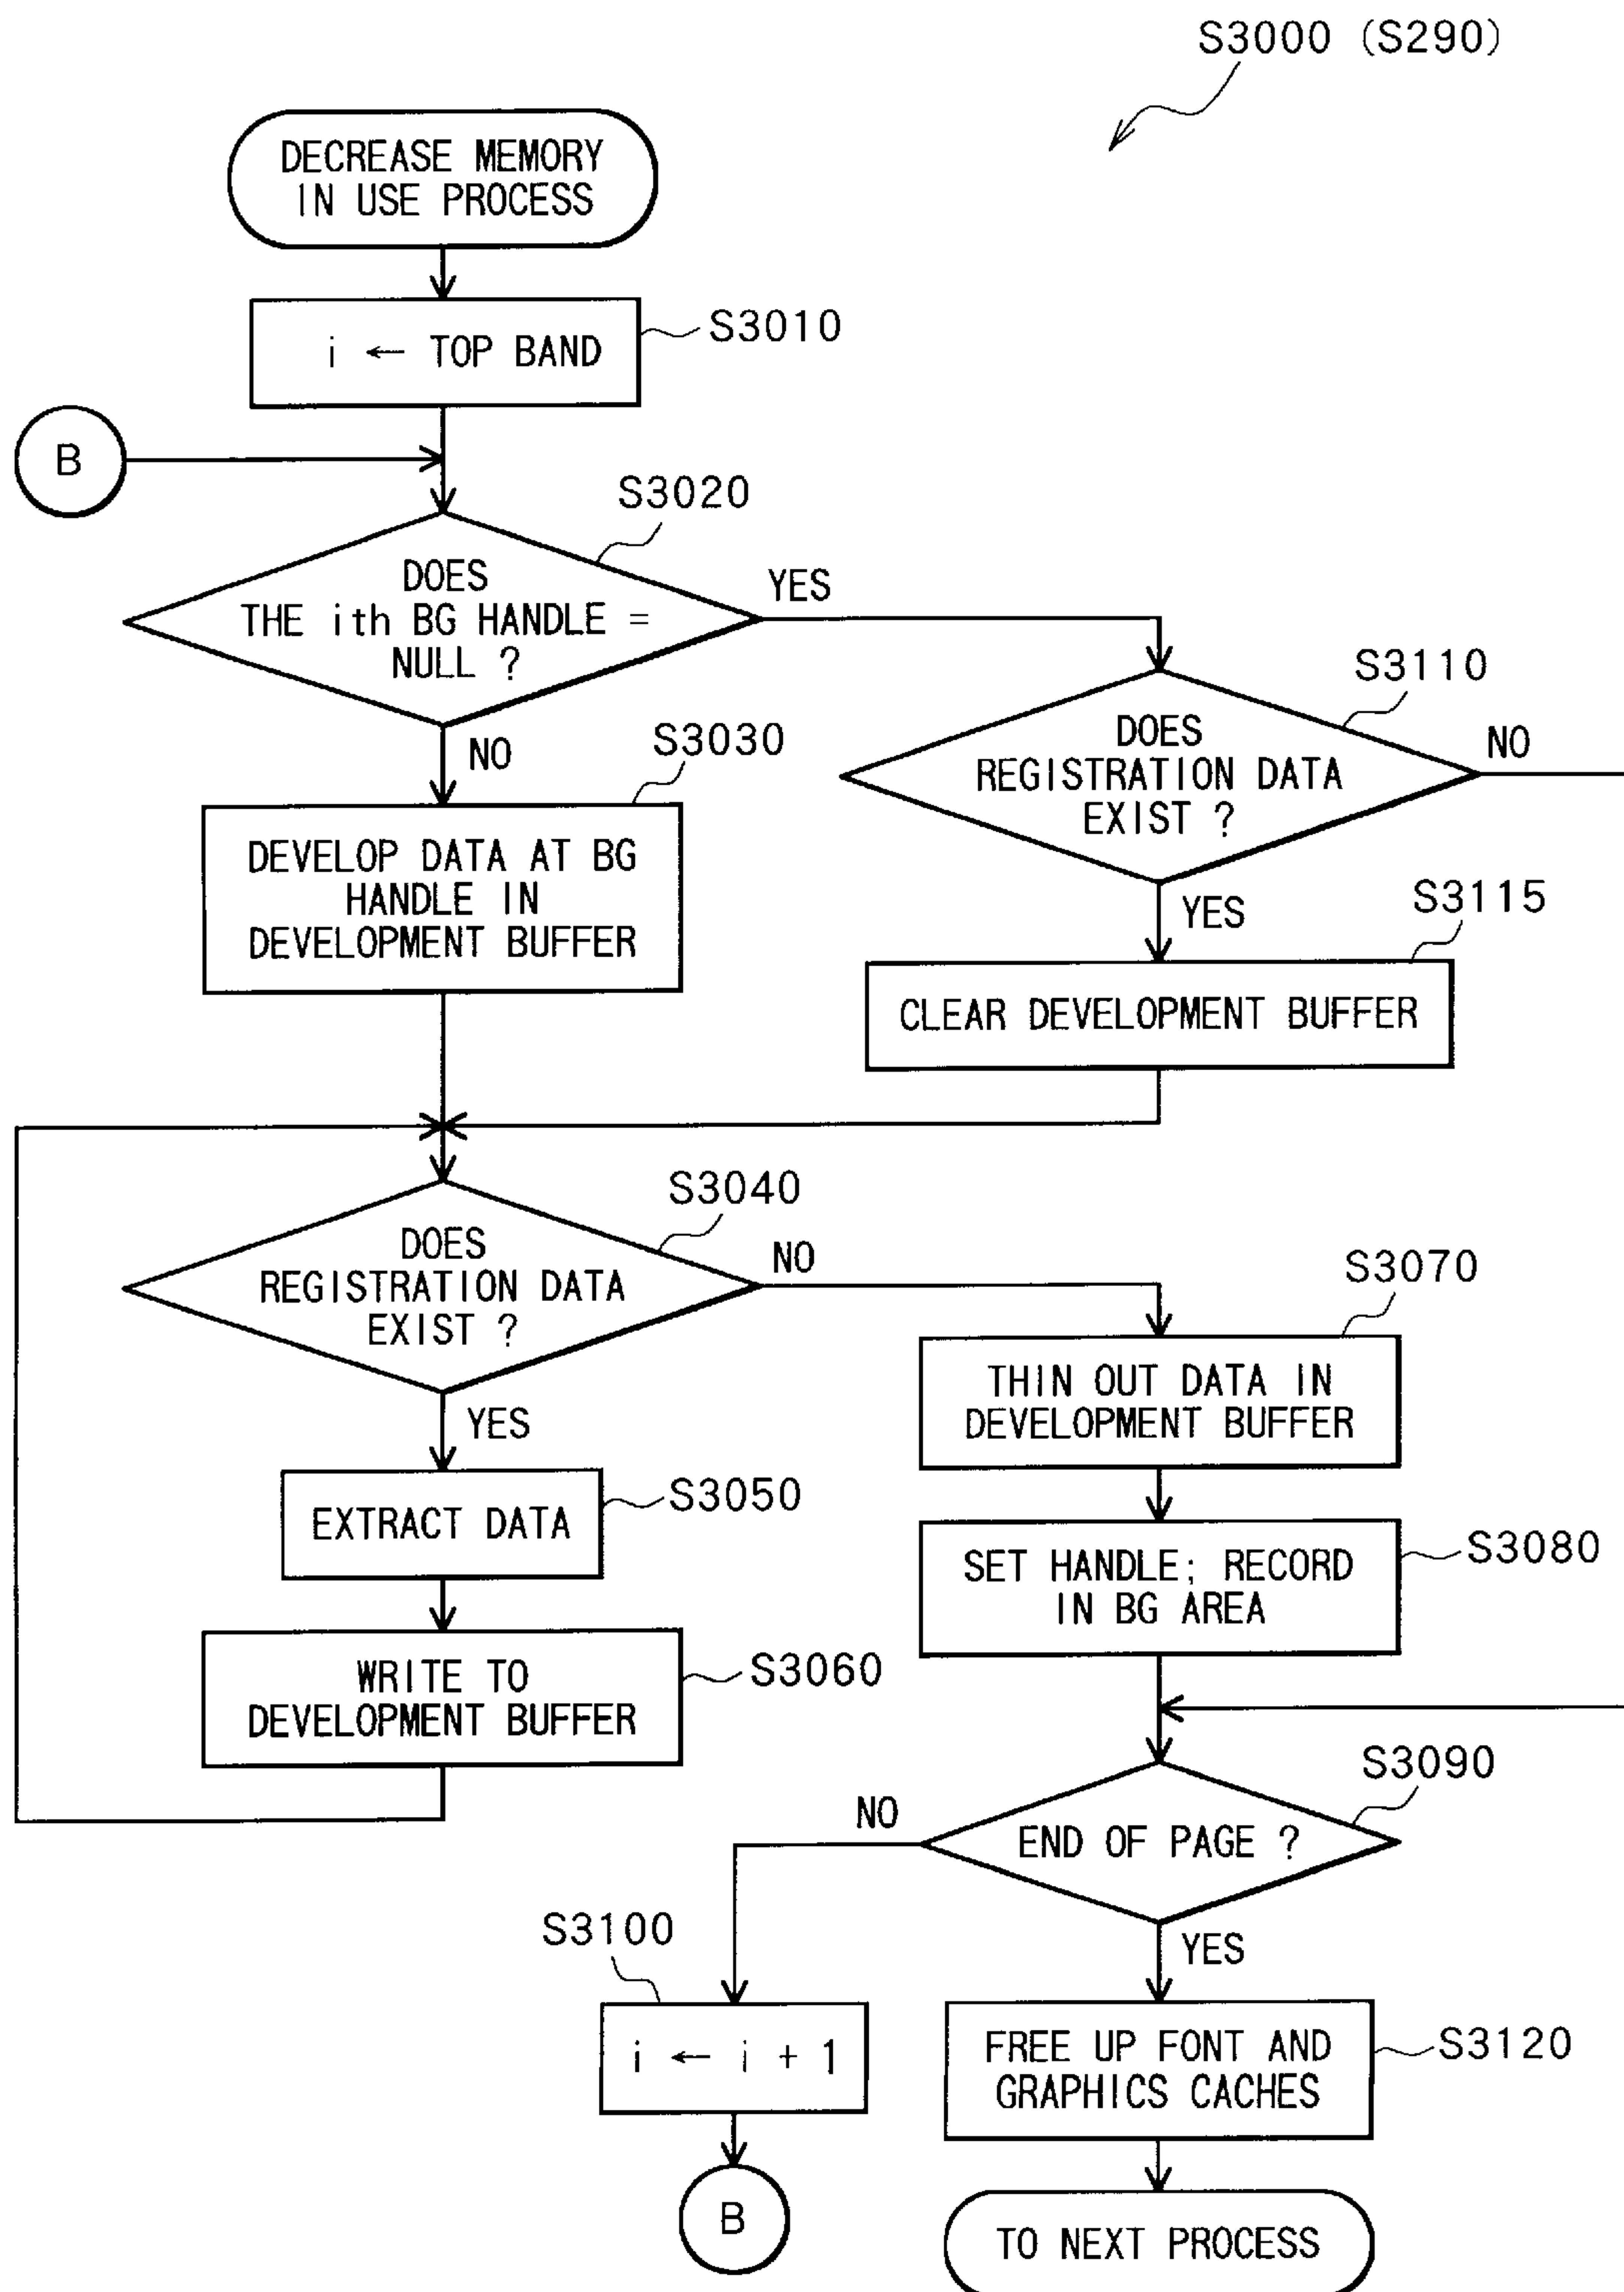 S3000 (S290)
DECREASE MEMORY
IN USE PROCESS
i ← TOP BAND
S3010
B
S3020
DOES
THE ith BG HANDLE =
NULL ?
YES
NO
S3110
DOES
REGISTRATION DATA
EXIST ?
NO
YES
S3030
DEVELOP DATA AT BG
HANDLE IN
DEVELOPMENT BUFFER
S3115
CLEAR DEVELOPMENT BUFFER
S3040
DOES
REGISTRATION DATA
EXIST ?
NO
YES
S3070
THIN OUT DATA IN
DEVELOPMENT BUFFER
EXTRACT DATA
S3050
SET HANDLE; RECORD
IN BG AREA
S3080
WRITE TO
DEVELOPMENT BUFFER
S3060
S3090
END OF PAGE ?
NO
YES
S3100
i ← i + 1
FREE UP FONT AND
GRAPHICS CACHES
S3120
B
TO NEXT PROCESS